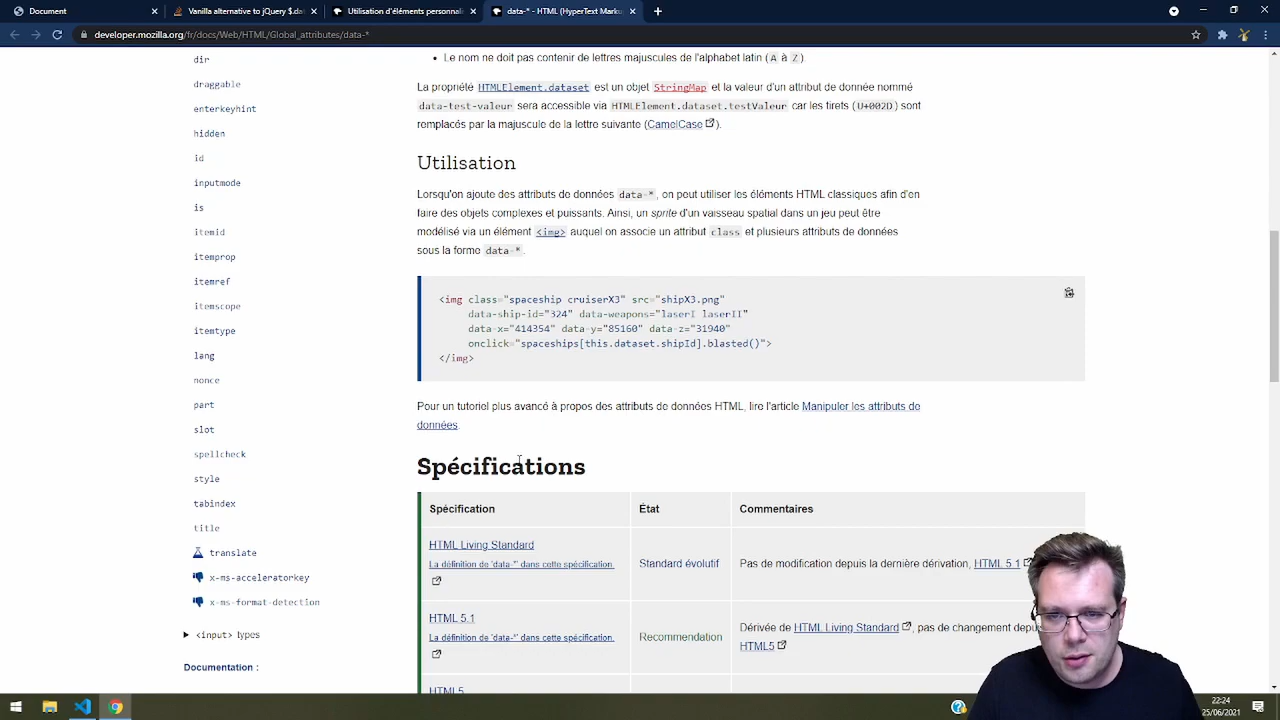 Document
Vanilla alternative to jQuery $.dat
Utilisation d'éléments personnali
data-* - HTML (HyperText Marku
developer.mozilla.org/fr/docs/Web/HTML/Global_attributes/data-*
dir
draggable
enterkeyhint
hidden
id
inputmode
is
itemid
itemprop
itemref
itemscope
itemtype
lang
nonce
part
slot
spellcheck
style
tabindex
title
translate
x-ms-acceleratorkey
x-ms-format-detection
<input> types
Documentation :
Le nom ne doit pas contenir de lettres majuscules de l'alphabet latin (A à Z).
La propriété HTMLElement.dataset est un objet StringMap et la valeur d'un attribut de donnée nommé
data-test-valeur sera accessible via HTMLElement.dataset.testValeur car les tirets (U+002D) sont
remplacés par la majuscule de la lettre suivante (CamelCase).
Utilisation
Lorsqu'on ajoute des attributs de données data-*, on peut utiliser les éléments HTML classiques afin d'en
faire des objets complexes et puissants. Ainsi, un sprite d'un vaisseau spatial dans un jeu peut être
modélisé via un élément <img> auquel on associe un attribut class et plusieurs attributs de données
sous la forme data-*.
<img class="spaceship cruiserX3" src="shipX3.png"
data-ship-id="324" data-weapons="laserI laserII"
data-x="414354" data-y="85160" data-z="31940"
onclick="spaceships[this.dataset.shipId].blasted()">
</img>
Pour un tutoriel plus avancé à propos des attributs de données HTML, lire l'article Manipuler les attributs de
données.
Spécifications
Spécification État Commentaires
HTML Living Standard
La définition de 'data-*' dans cette spécification.
Standard évolutif
Pas de modification depuis la dernière dérivation, HTML 5.1
HTML 5.1
La définition de 'data-*' dans cette spécification.
Recommendation
Dérivée de HTML Living Standard, pas de changement depu
HTML5
HTML5
22:24
25/06/2021